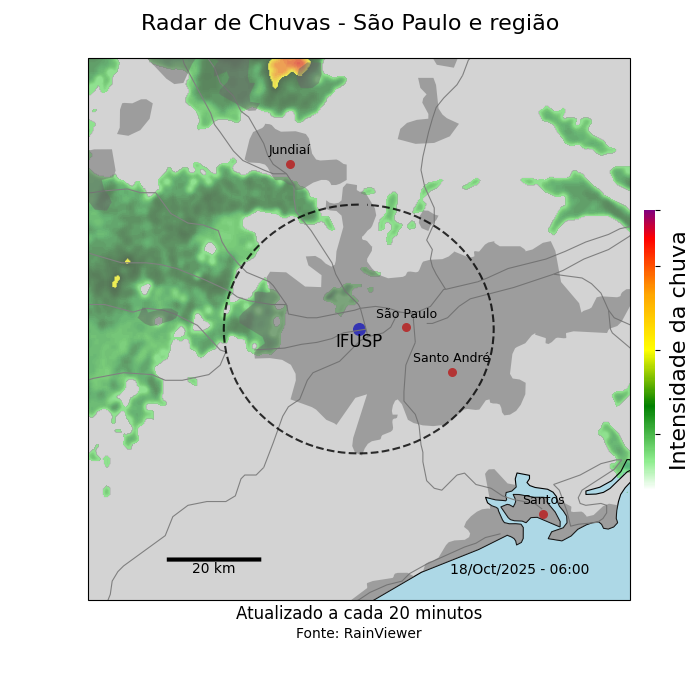 Radar de Chuvas - São Paulo e região
Jundiaí
São Paulo
IFUSP
Santo André
Santos
20 km
18/Oct/2025 - 06:00
Intensidade da chuva
Atualizado a cada 20 minutos
Fonte: RainViewer